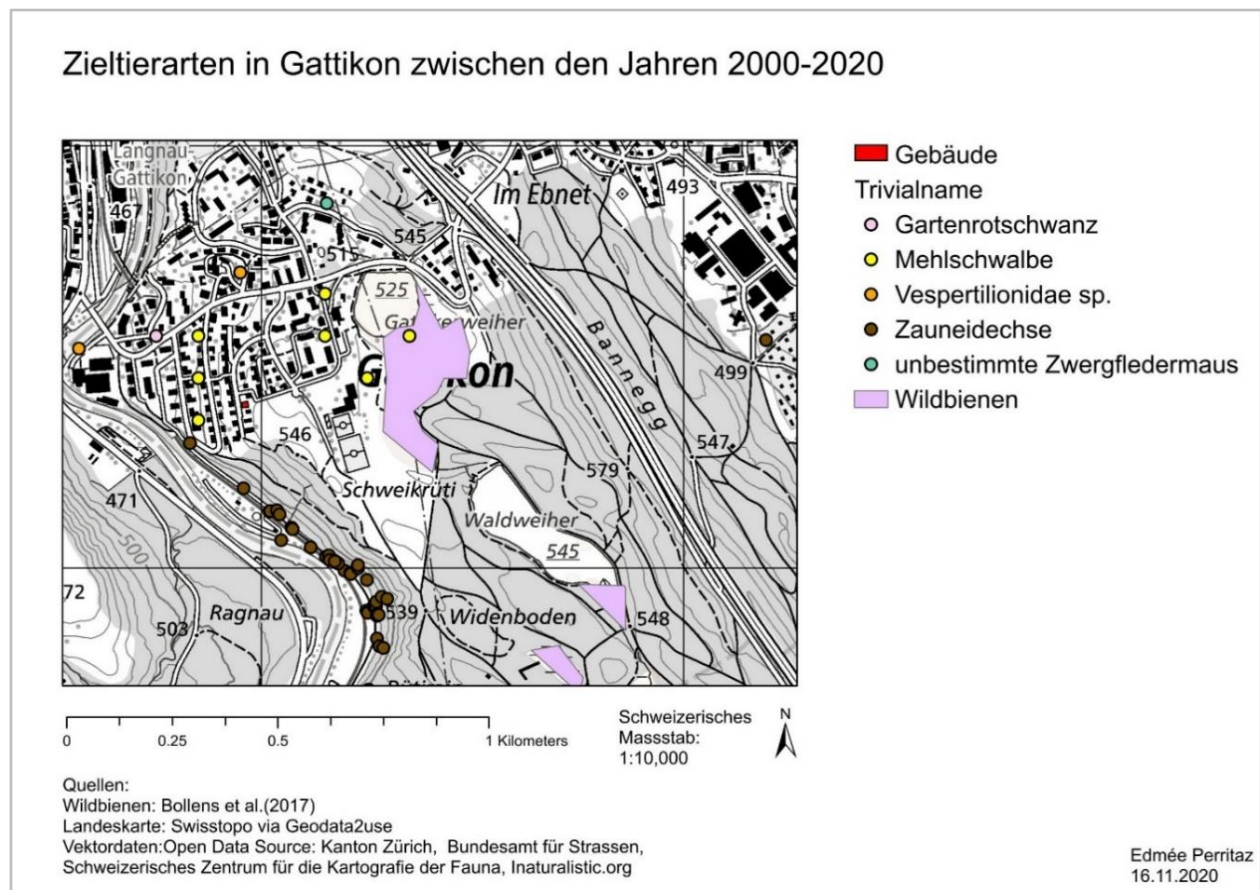 Zieltierarten in Gattikon zwischen den Jahren 2000-2020
Langnau-
Gattikon
467
Im Ebnet
493
545
515
525
Gattikerweiher
Bannegg
499
546
547
579
Schweikrüti
471
Waldweiher
545
500
72
Ragnau
503
539
Widenboden
548
Gebäude
Trivialname
Gartenrotschwanz
Mehlschwalbe
Vespertilionidae sp.
Zauneidechse
unbestimmte Zwergfledermaus
Wildbienen
0 0.25 0.5 1 Kilometers
Schweizerisches
Massstab:
1:10,000
N
Quellen:
Wildbienen: Bollens et al.(2017)
Landeskarte: Swisstopo via Geodata2use
Vektordaten:Open Data Source: Kanton Zürich, Bundesamt für Strassen,
Schweizerisches Zentrum für die Kartografie der Fauna, Inaturalistic.org
Edmée Perritaz
16.11.2020